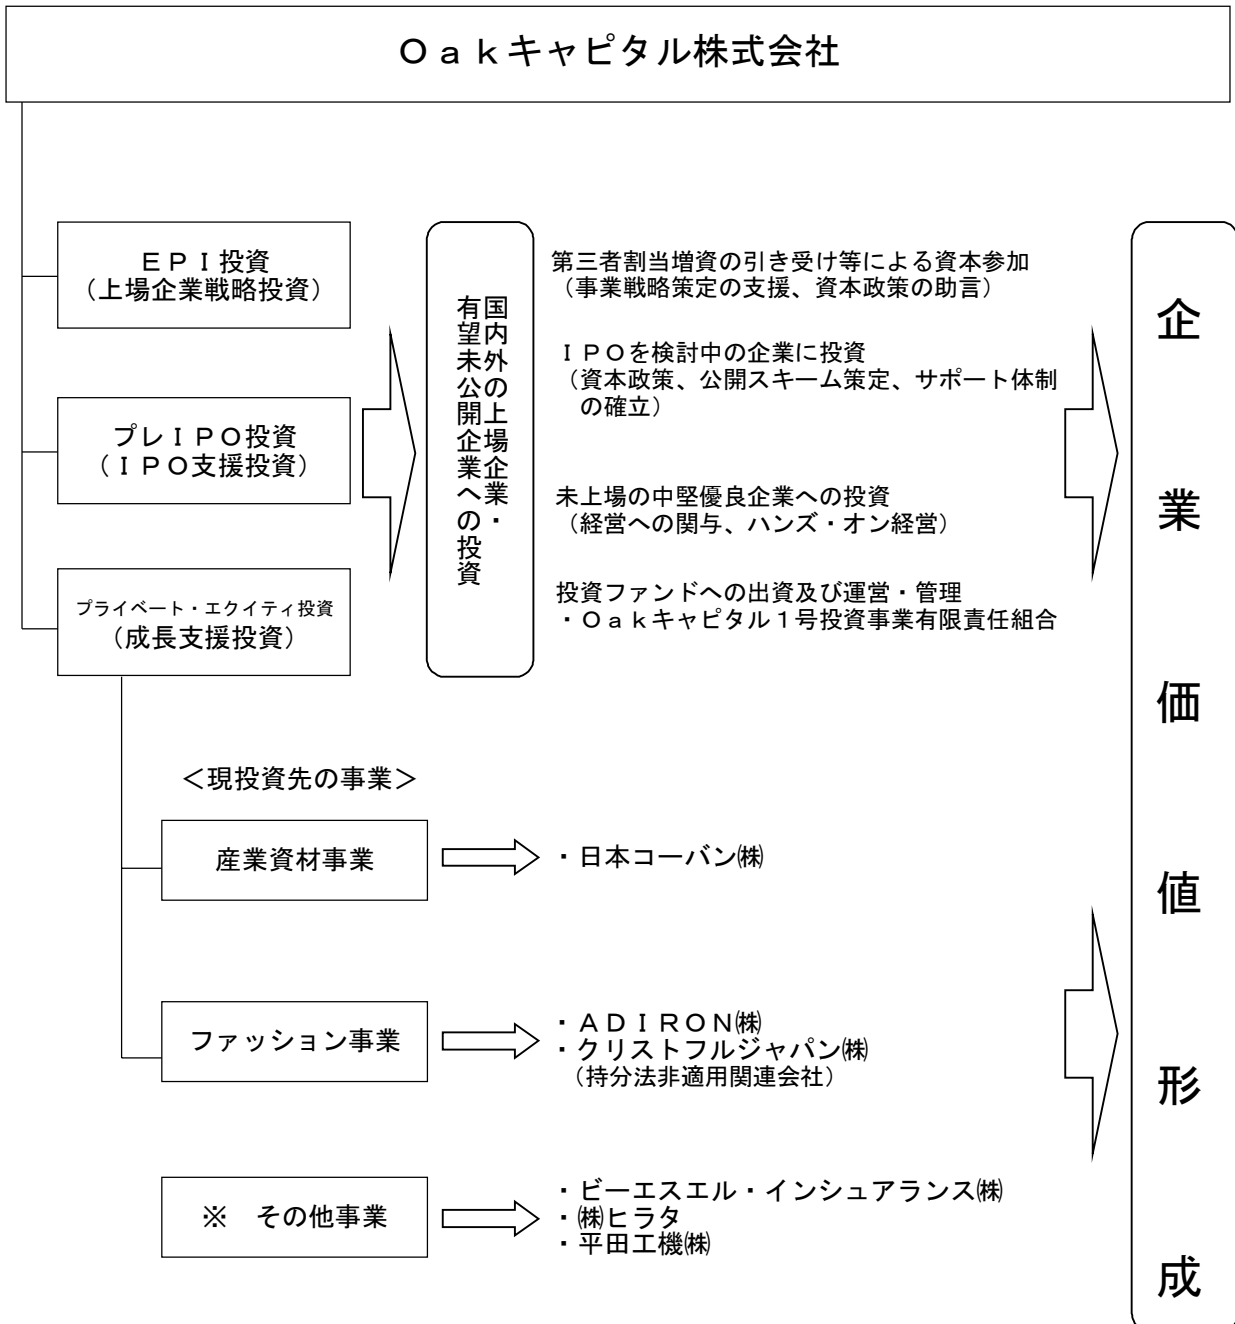 Ｏａｋキャピタル株式会社
ＥＰＩ投資
（上場企業戦略投資）
プレＩＰＯ投資
（ＩＰＯ支援投資）
プライベート・エクイティ投資
（成長支援投資）
国内外の上場企業・
有望未公開企業への投資
第三者割当増資の引き受け等による資本参加
（事業戦略策定の支援、資本政策の助言）
ＩＰＯを検討中の企業に投資
（資本政策、公開スキーム策定、サポート体制
の確立）
未上場の中堅優良企業への投資
（経営への関与、ハンズ・オン経営）
投資ファンドへの出資及び運営・管理
・Ｏａｋキャピタル１号投資事業有限責任組合
＜現投資先の事業＞
産業資材事業
・日本コーバン㈱
ファッション事業
・ＡＤＩＲＯＮ㈱
・クリストフルジャパン㈱
（持分法非適用関連会社）
※　その他事業
・ビーエスエル・インシュアランス㈱
・㈱ヒラタ
・平田工機㈱
企業価値形成